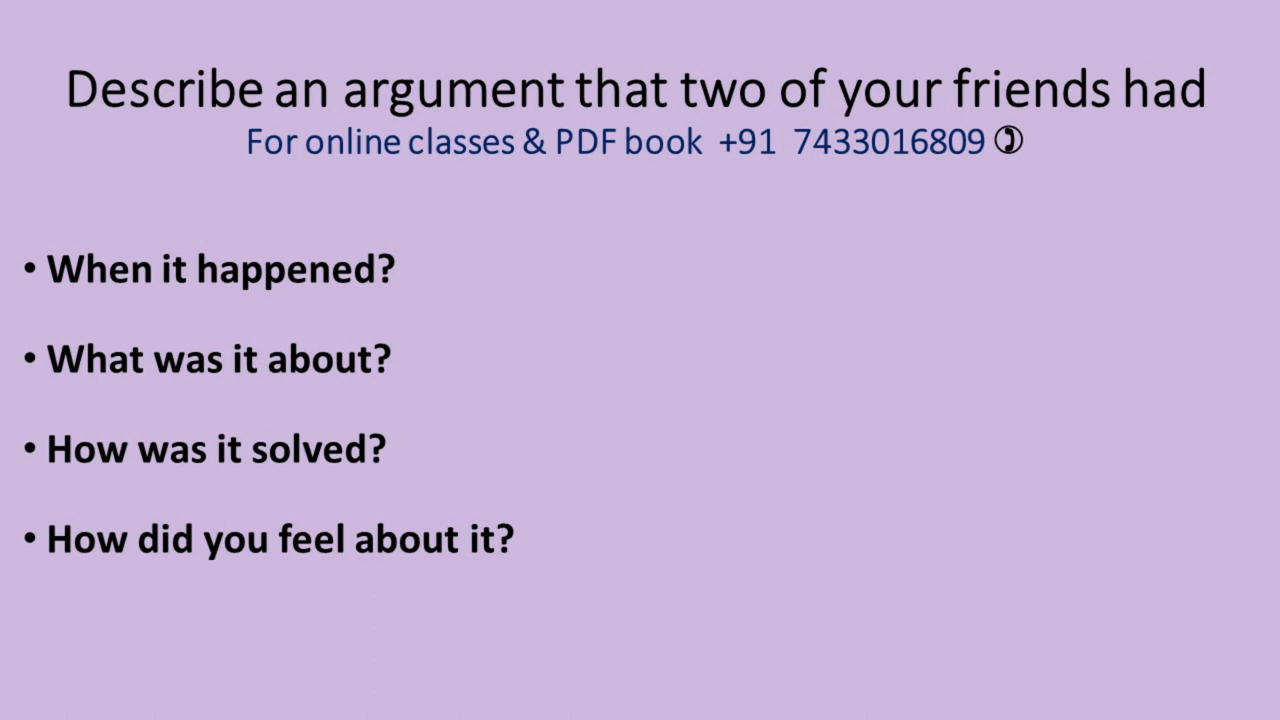 Describe an argument that two of your friends had
For online classes & PDF book +91 7433016809 ✆
• When it happened?
• What was it about?
• How was it solved?
• How did you feel about it?